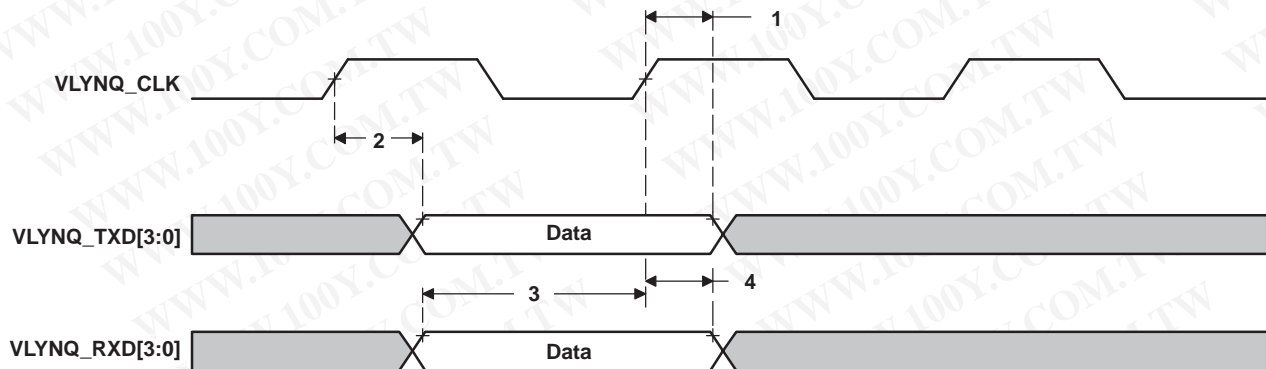 1
VLYNQ_CLK
2
VLYNQ_TXD[3:0]
Data
3
4
VLYNQ_RXD[3:0]
Data
WWW.100Y.COM.TW